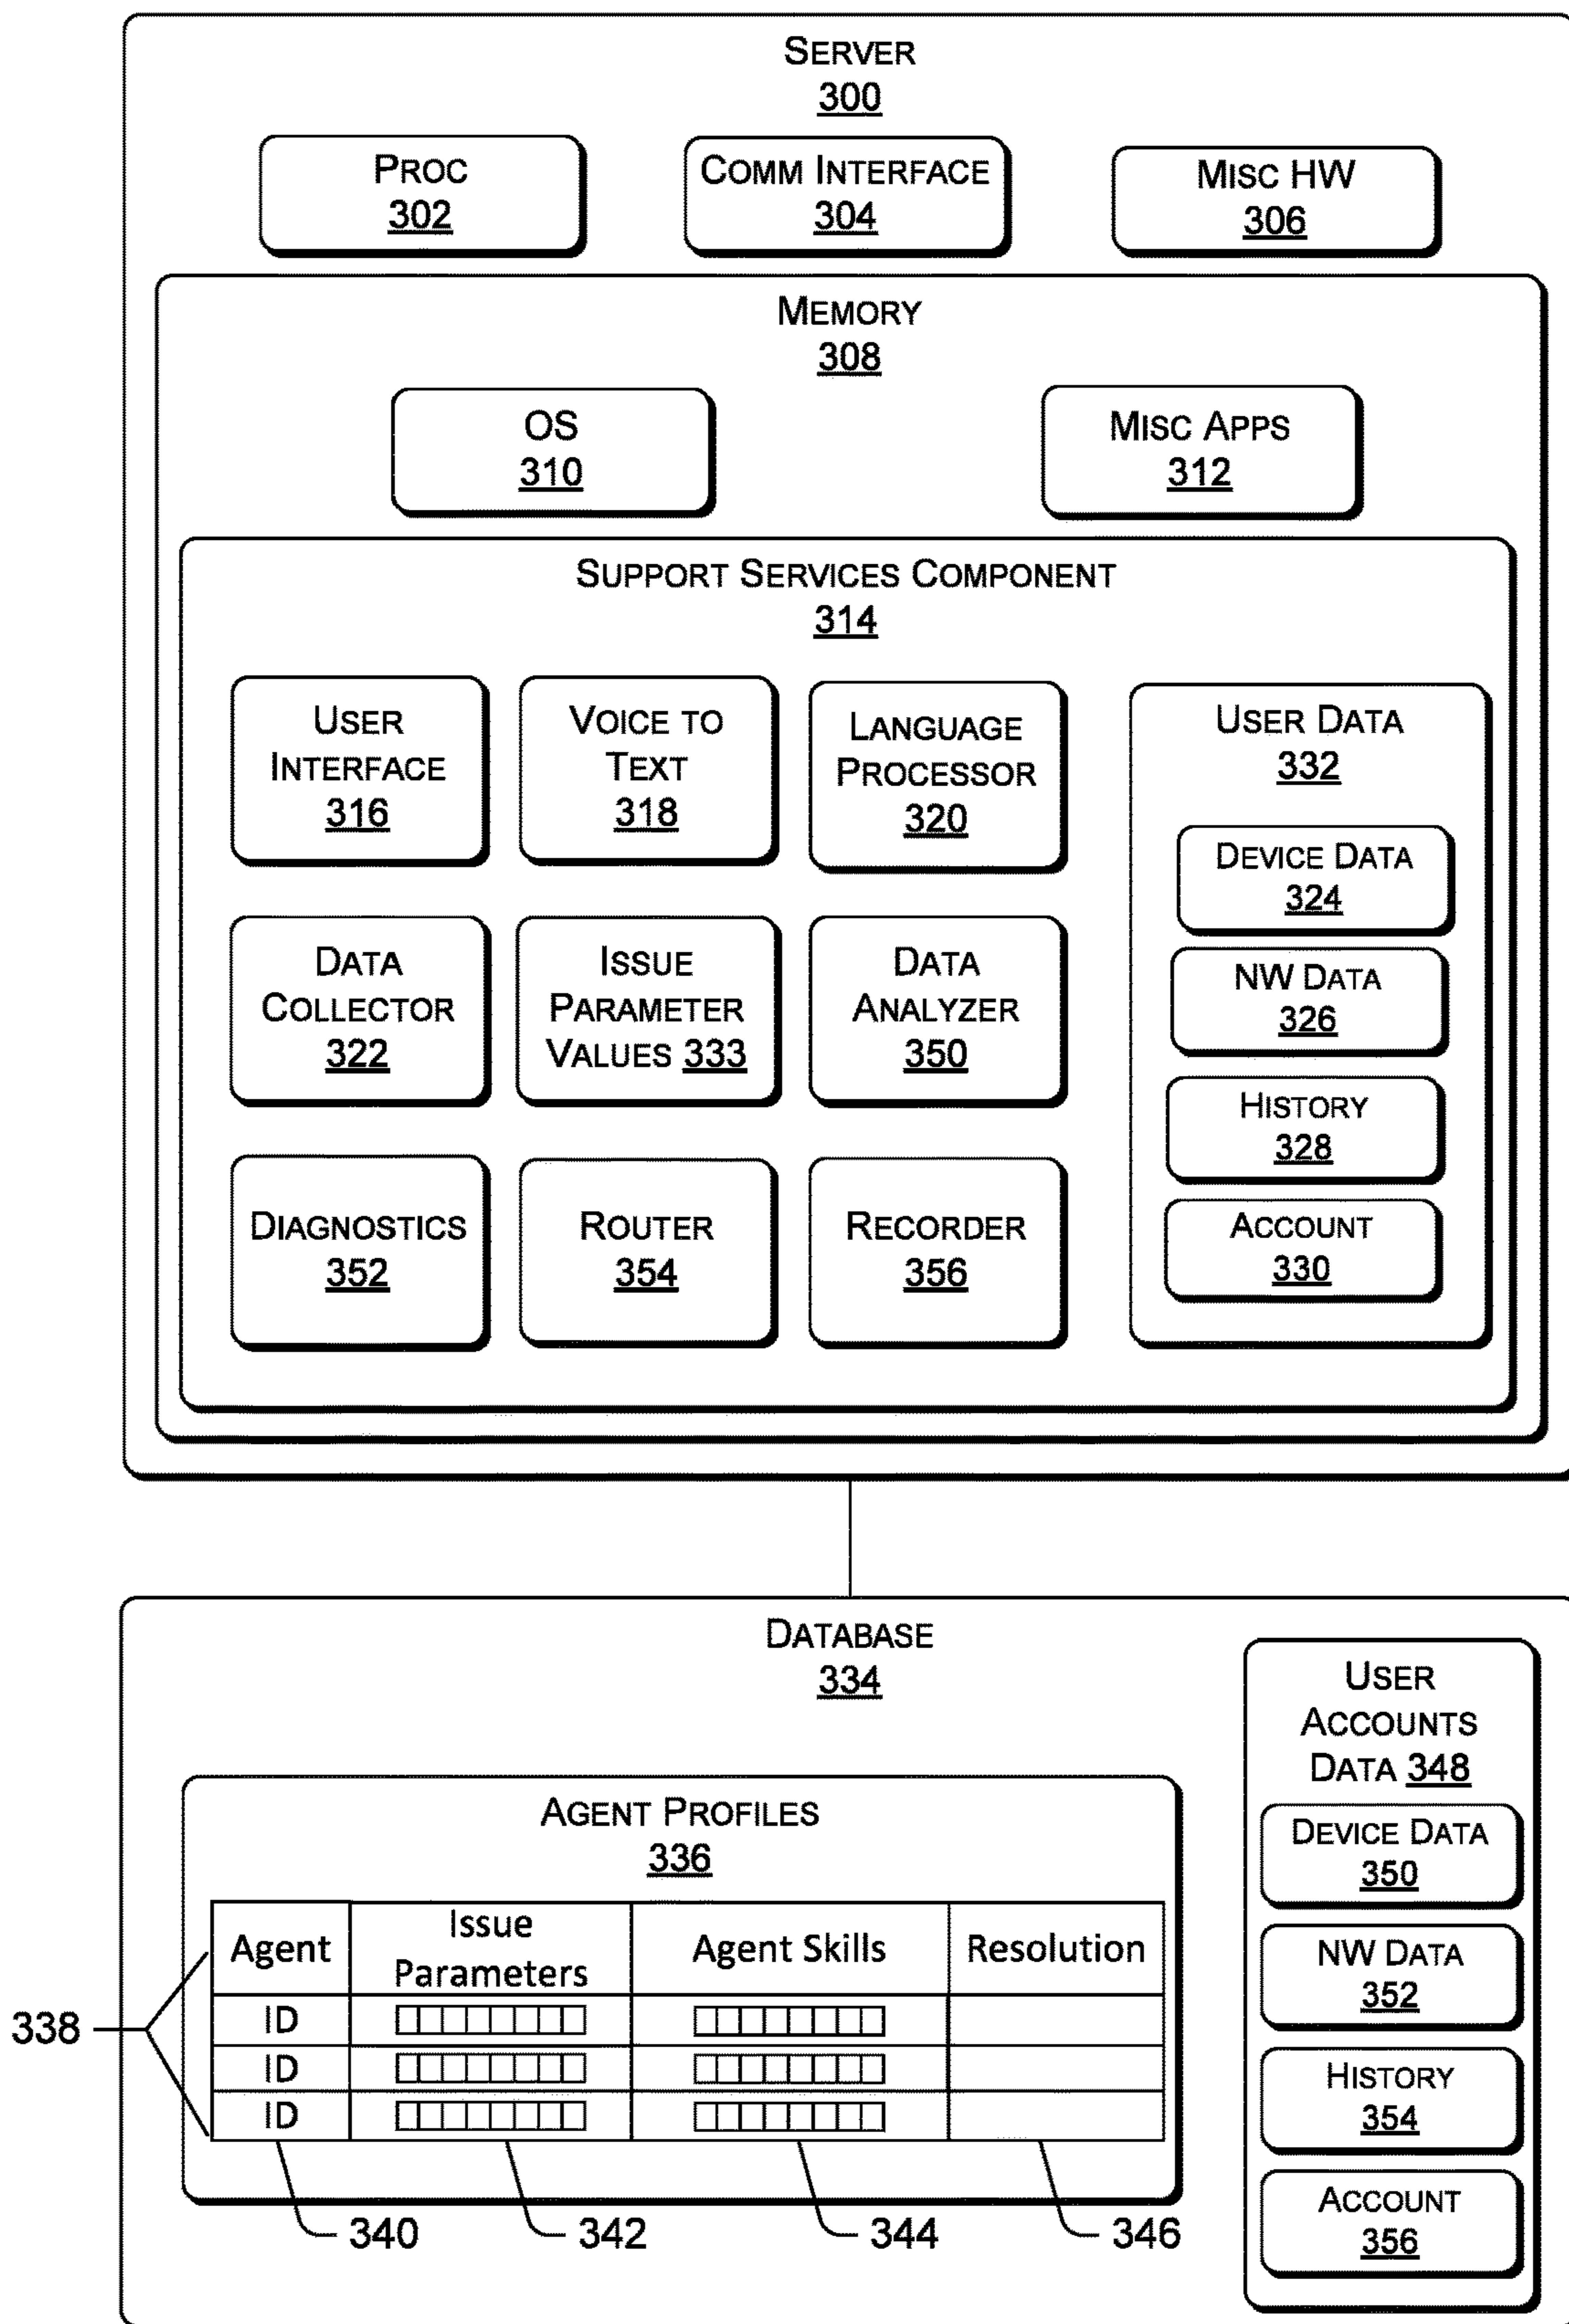 SERVER
300
PROC
302
COMM INTERFACE
304
MISC HW
306
MEMORY
308
OS
310
MISC APPS
312
SUPPORT SERVICES COMPONENT
314
USER
INTERFACE
316
VOICE TO
TEXT
318
LANGUAGE
PROCESSOR
320
USER DATA
332
DEVICE DATA
324
NW DATA
326
HISTORY
328
ACCOUNT
330
DATA
COLLECTOR
322
ISSUE
PARAMETER
VALUES 333
DATA
ANALYZER
350
DIAGNOSTICS
352
ROUTER
354
RECORDER
356
DATABASE
334
AGENT PROFILES
336
Agent
Issue
Parameters
Agent Skills
Resolution
ID
ID
ID
338
340
342
344
346
USER
ACCOUNTS
DATA 348
DEVICE DATA
350
NW DATA
352
HISTORY
354
ACCOUNT
356